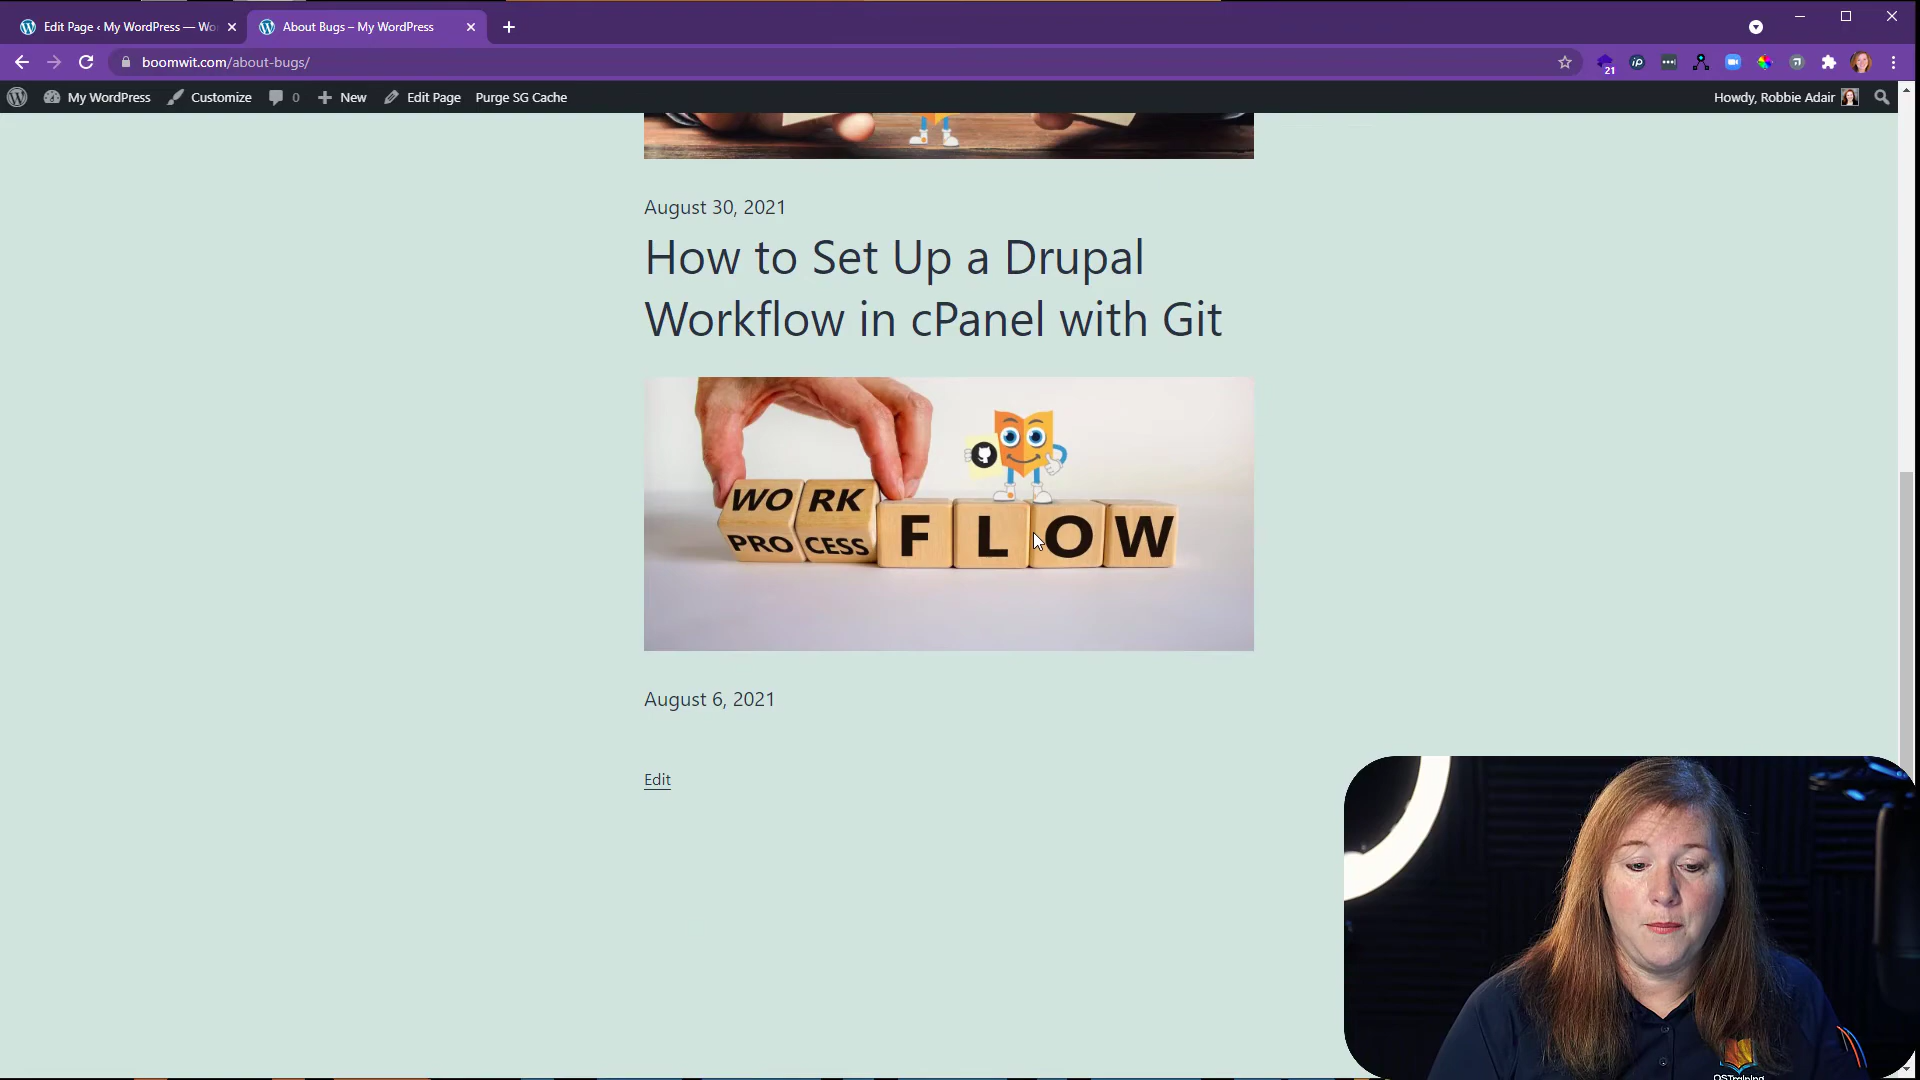 Edit Page ‹ My WordPress — Wo
About Bugs – My WordPress
boomwit.com/about-bugs/
21
My WordPress
Customize
0
New
Edit Page
Purge SG Cache
Howdy, Robbie Adair
August 30, 2021
How to Set Up a Drupal
Workflow in cPanel with Git
WO RK
PRO CESS
F L O W
August 6, 2021
Edit
OSTraining